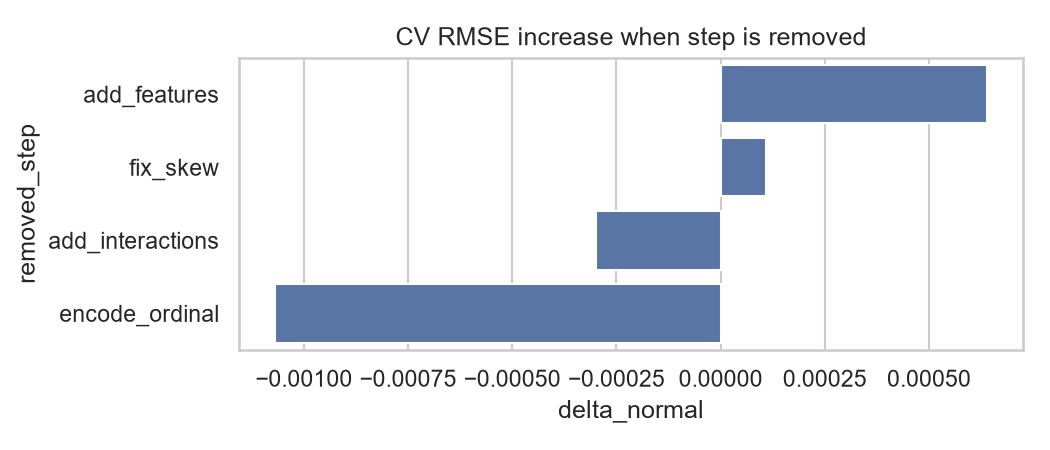 CV RMSE increase when step is removed
removed_step
add_features
fix_skew
add_interactions
encode_ordinal
−0.00100 −0.00075 −0.00050 −0.00025 0.00000 0.00025 0.00050
delta_normal